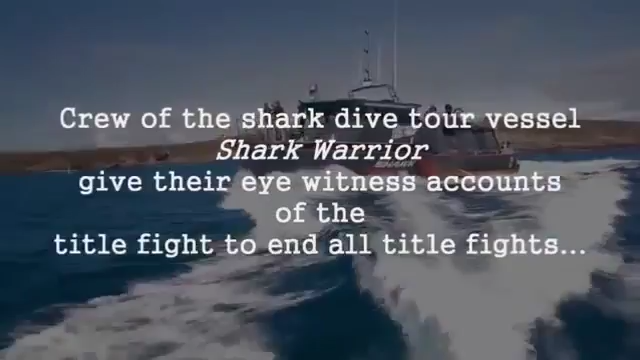 Crew of the shark dive tour vessel
Shark Warrior
give their eye witness accounts
of the
title fight to end all title fights...